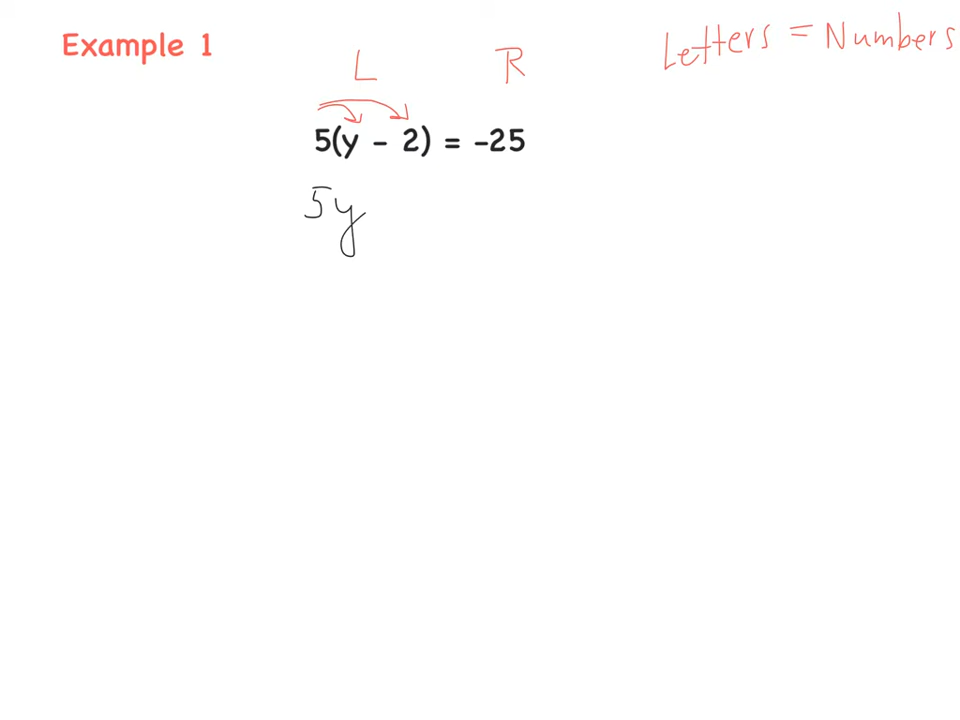 Example 1
Letters = Numbers
L R
5(y - 2) = -25
5y